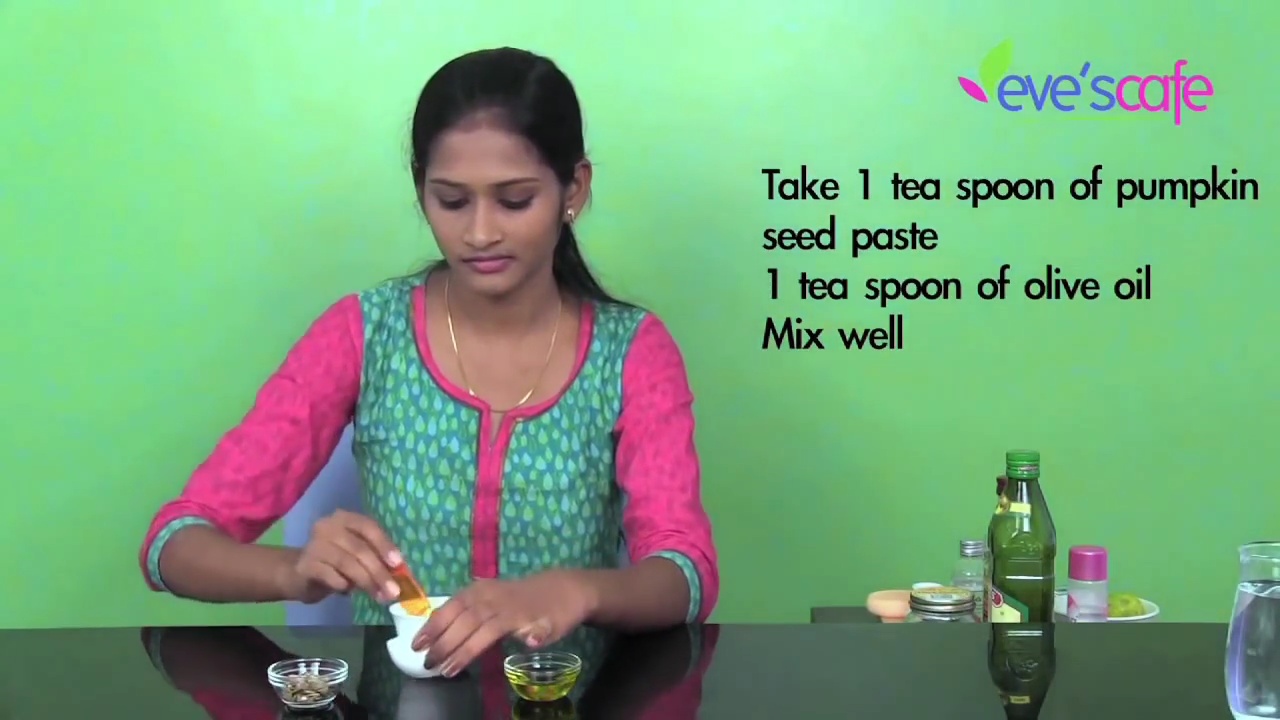 eve'scafe
Take 1 tea spoon of pumpkin
seed paste
1 tea spoon of olive oil
Mix well